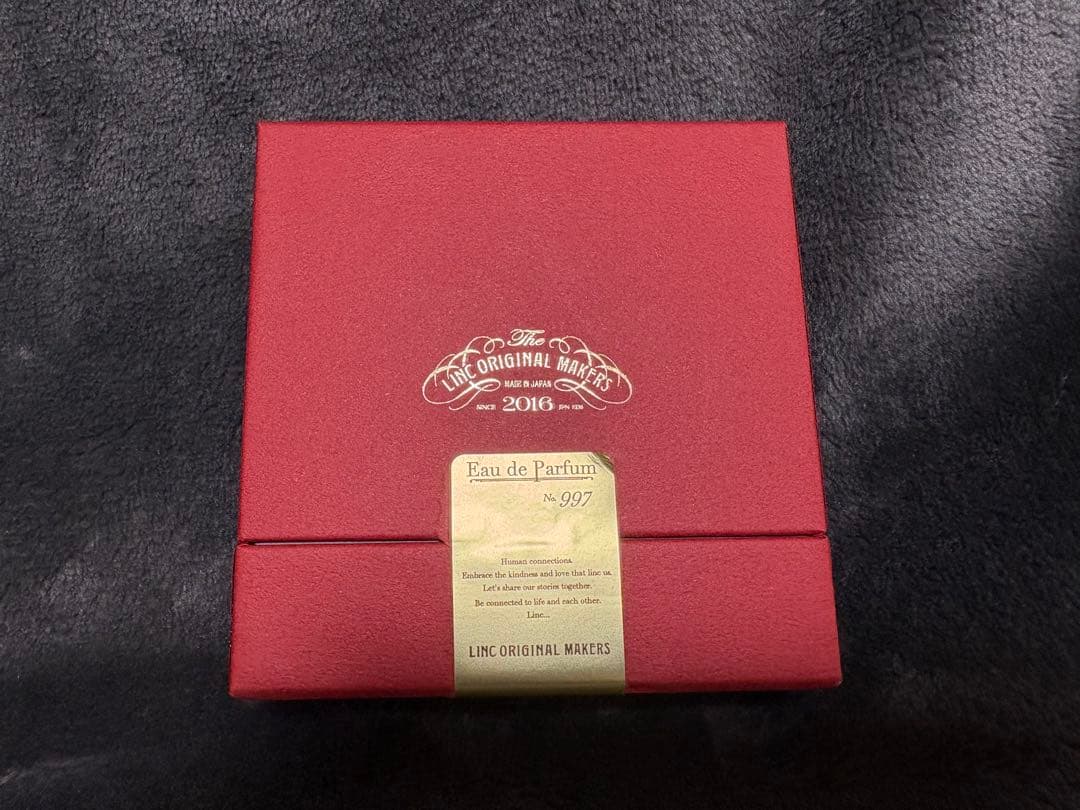 The
LINC ORIGINAL MAKERS
MADE IN JAPAN
SINCE 2016 JPN #336
Eau de Parfum
No. 997
Human connections.
Embrace the kindness and love that linc us.
Let's share our stories together.
Be connected to life and each other.
Linc...
LINC ORIGINAL MAKERS